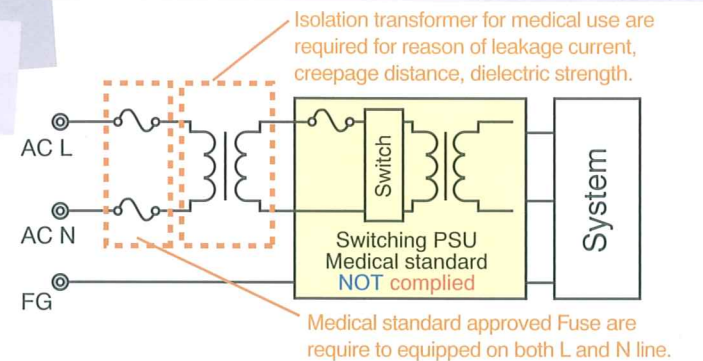 Isolation transformer for medical use are
required for reason of leakage current,
creepage distance, dielectric strength.
AC L
AC N
FG
Switch
Switching PSU
Medical standard
NOT complied
System
Medical standard approved Fuse are
require to equipped on both L and N line.